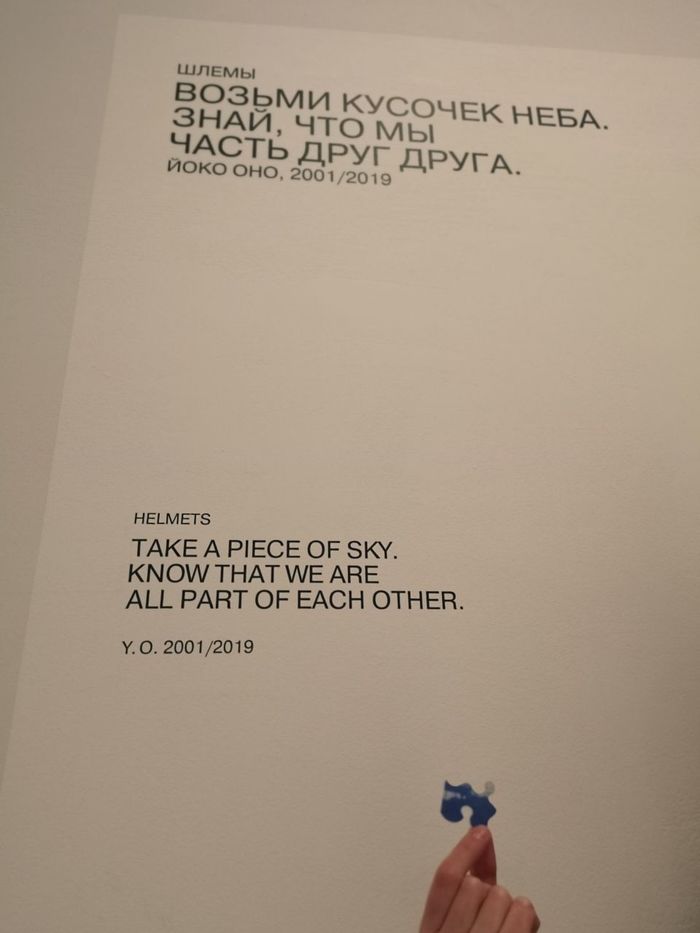 ШЛЕМЫ
ВОЗЬМИ КУСОЧЕК НЕБА.
ЗНАЙ, ЧТО МЫ
ЧАСТЬ ДРУГ ДРУГА.
ЙОКО ОНО, 2001/2019
HELMETS
TAKE A PIECE OF SKY.
KNOW THAT WE ARE
ALL PART OF EACH OTHER.
Y. O. 2001/2019